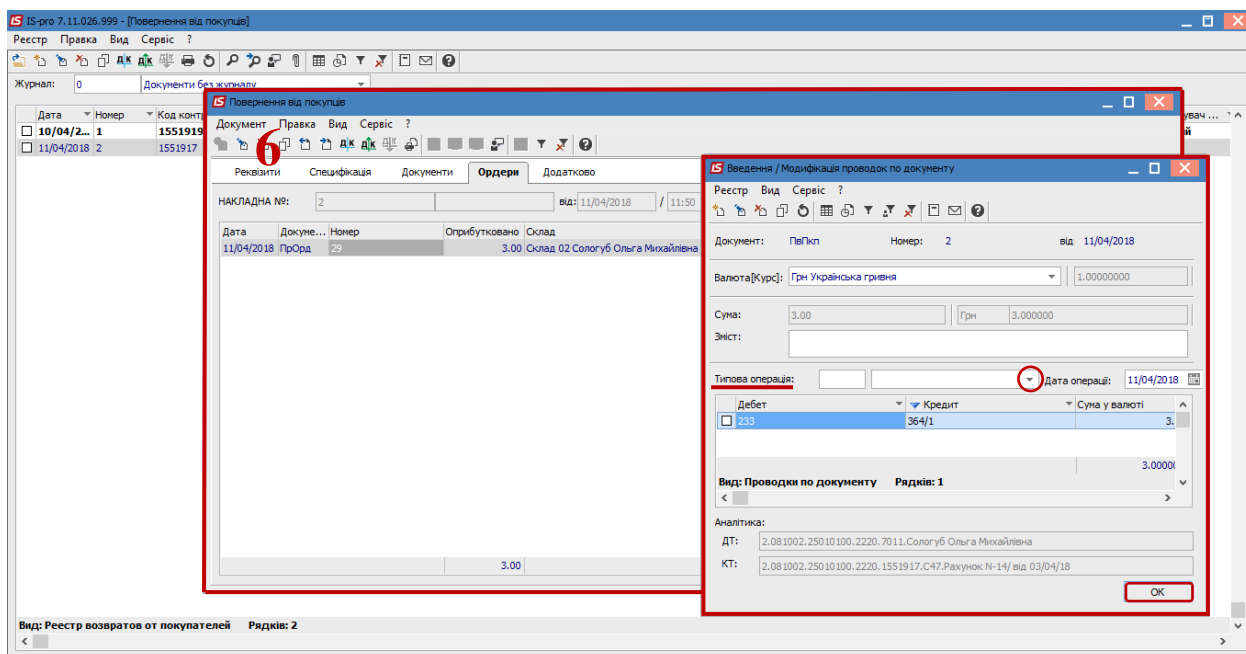 IS-pro 7.11.026.999 - [Повернення від покупців]
Реєстр Правка Вид Сервіс ?
Журнал: 0 Документи без журналу
Дата Номер Код конт
10/04/2... 1 1551919
11/04/2018 2 1551917
увач ...
ий
Повернення від покупців
Документ Правка Вид Сервіс ?
6
Реквізити Специфікація Документи Ордери Додатково
НАКЛАДНА №: 2 від: 11/04/2018 / 11:50
Дата Докуме... Номер Оприбутковано Склад
11/04/2018 ПрОрд 29 3.00 Склад 02 Сологуб Ольга Михайлівна
3.00
Введення / Модифікація проводок по документу
Реєстр Вид Сервіс ?
Документ: ПвПкп Номер: 2 від 11/04/2018
Валюта[Курс]: Грн Українська гривня 1.00000000
Сума: 3.00 Грн 3.000000
Зміст:
Типова операція: Дата операції: 11/04/2018
Дебет Кредит Сума у валюті
233 364/1 3.
3.0000
Вид: Проводки по документу Рядків: 1
Аналітика:
ДТ: 2.081002.25010100.2220.7011.Сологуб Ольга Михайлівна
КТ: 2.081002.25010100.2220.1551917.С47.Рахунок N-14/ від 03/04/18
OK
Вид: Реестр возвратов от покупателей Рядків: 2